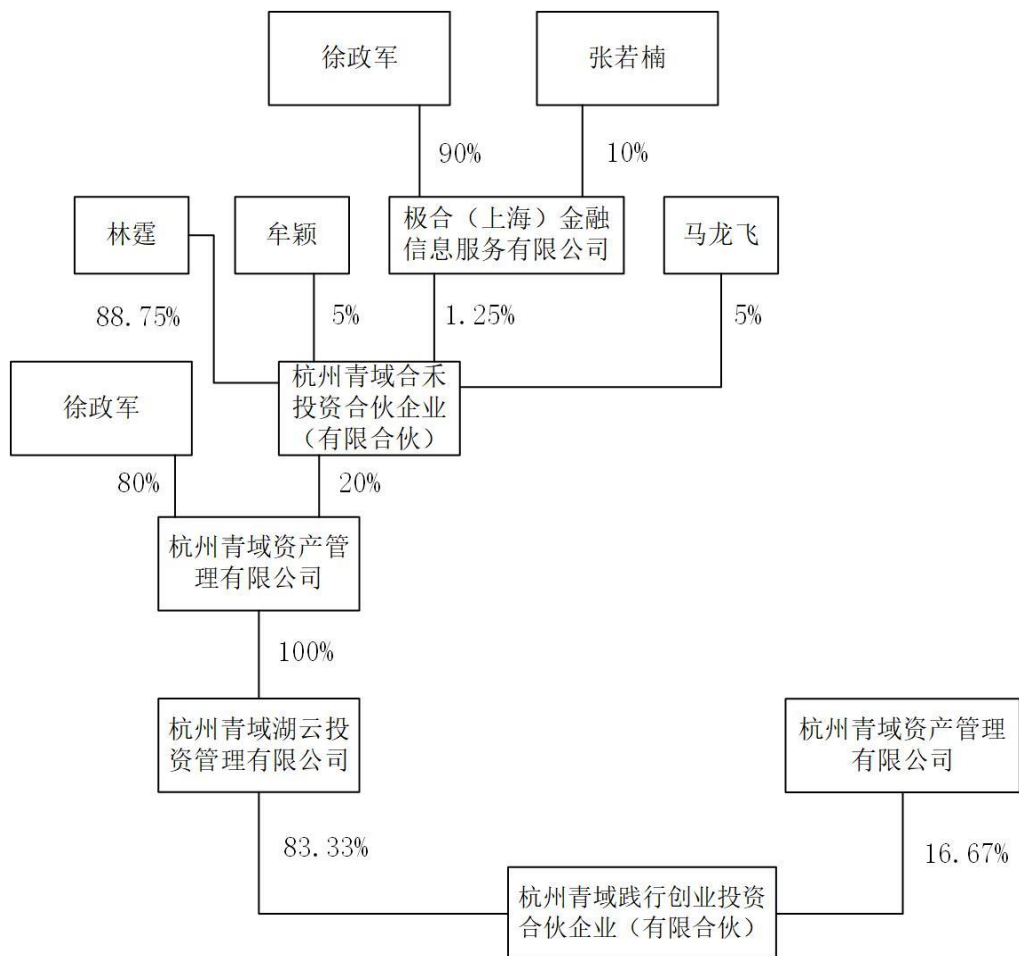 徐政军
张若楠
90%
10%
林霆
牟颖
极合（上海）金融
信息服务有限公司
马龙飞
88.75%
5%
1.25%
5%
徐政军
杭州青域合禾
投资合伙企业
（有限合伙）
80%
20%
杭州青域资产管
理有限公司
100%
杭州青域湖云投
资管理有限公司
杭州青域资产管理
有限公司
83.33%
16.67%
杭州青域践行创业投资
合伙企业（有限合伙）